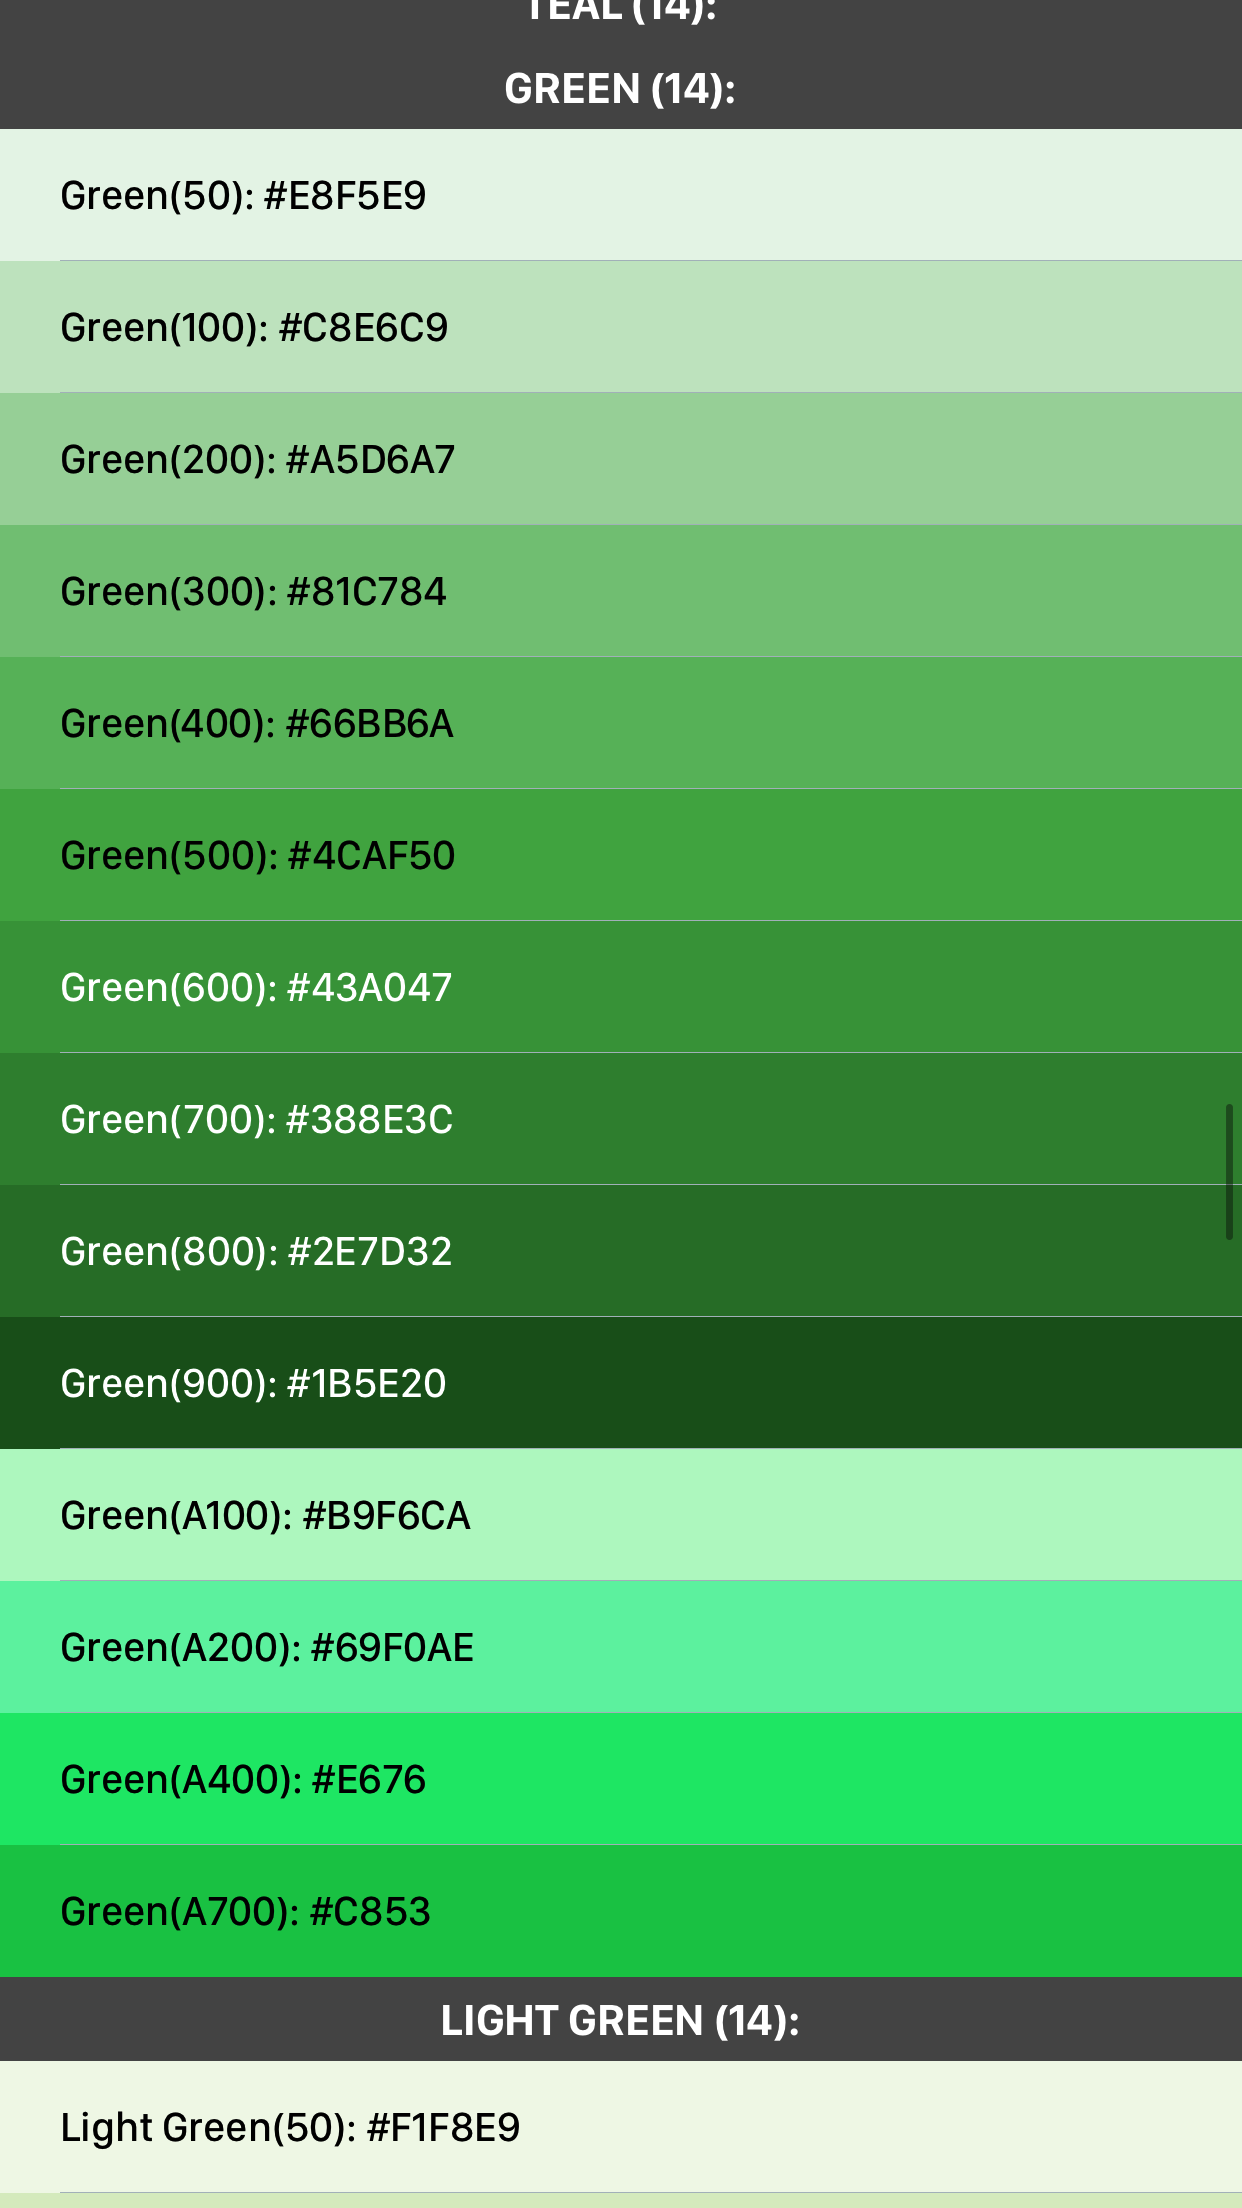 TEAL (14):
GREEN (14):
Green(50): #E8F5E9
Green(100): #C8E6C9
Green(200): #A5D6A7
Green(300): #81C784
Green(400): #66BB6A
Green(500): #4CAF50
Green(600): #43A047
Green(700): #388E3C
Green(800): #2E7D32
Green(900): #1B5E20
Green(A100): #B9F6CA
Green(A200): #69F0AE
Green(A400): #E676
Green(A700): #C853
LIGHT GREEN (14):
Light Green(50): #F1F8E9